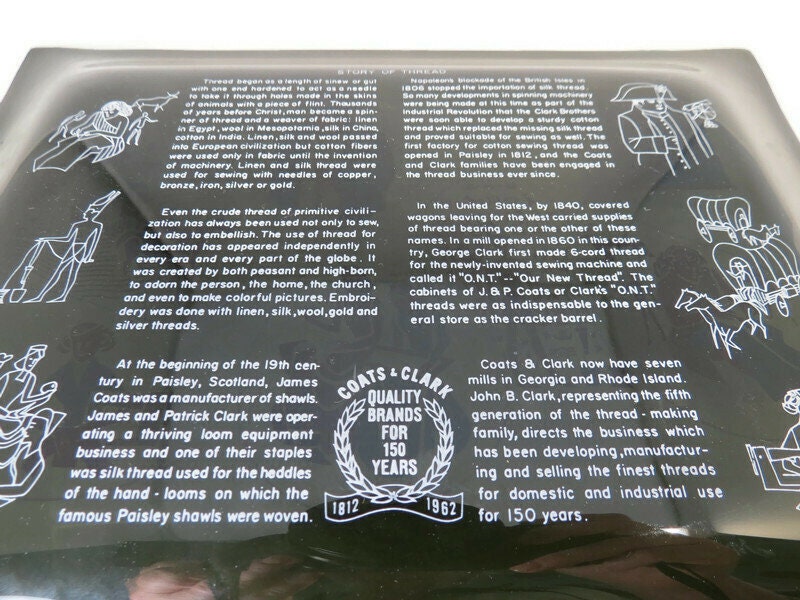 STORY OF THREAD
Thread began as a length of sinew or gut
with one end hardened to act as a needle
to take it through holes made in the skins
of animals with a piece of flint. Thousands
of years before Christ, man became a spin-
ner of thread and a weaver of fabric: linen
in Egypt, wool in Mesopotamia, silk in China,
cotton in India. Linen, silk and wool passed
into European civilization but cotton fibers
were used only in fabric until the invention
of machinery. Linen and silk thread were
used for sewing with needles of copper,
bronze, iron, silver or gold.
Even the crude thread of primitive civili-
zation has always been used not only to sew,
but also to embellish. The use of thread for
decoration has appeared independently in
every era and every part of the globe. It
was created by both peasant and high-born,
to adorn the person, the home, the church,
and even to make colorful pictures. Embroi-
dery was done with linen, silk, wool, gold and
silver threads.
At the beginning of the 19th cen-
tury in Paisley, Scotland, James
Coats was a manufacturer of shawls.
James and Patrick Clark were oper-
ating a thriving loom equipment
business and one of their staples
was silk thread used for the heddles
of the hand - looms on which the
famous Paisley shawls were woven.
Napoleon's blockade of the British Isles in
1806 stopped the importation of silk thread.
So many developments in spinning machinery
were being made at this time as part of the
Industrial Revolution that the Clark Brothers
were soon able to develop a sturdy cotton
thread which replaced the missing silk thread
and proved suitable for sewing as well. The
first factory for cotton sewing thread was
opened in Paisley in 1812, and the Coats
and Clark families have been engaged in
the thread business ever since.
In the United States, by 1840, covered
wagons leaving for the West carried supplies
of thread bearing one or the other of these
names. In a mill opened in 1860 in this coun-
try, George Clark first made 6-cord thread
for the newly-invented sewing machine and
called it "O.N.T." -- "Our New Thread". The
cabinets of J. & P. Coats or Clark's "O.N.T."
threads were as indispensable to the gen-
eral store as the cracker barrel.
Coats & Clark now have seven
mills in Georgia and Rhode Island.
John B. Clark, representing the fifth
generation of the thread - making
family, directs the business which
has been developing, manufactur-
ing and selling the finest threads
for domestic and industrial use
for 150 years.
COATS & CLARK
QUALITY
BRANDS
FOR
150
YEARS
1812 1962